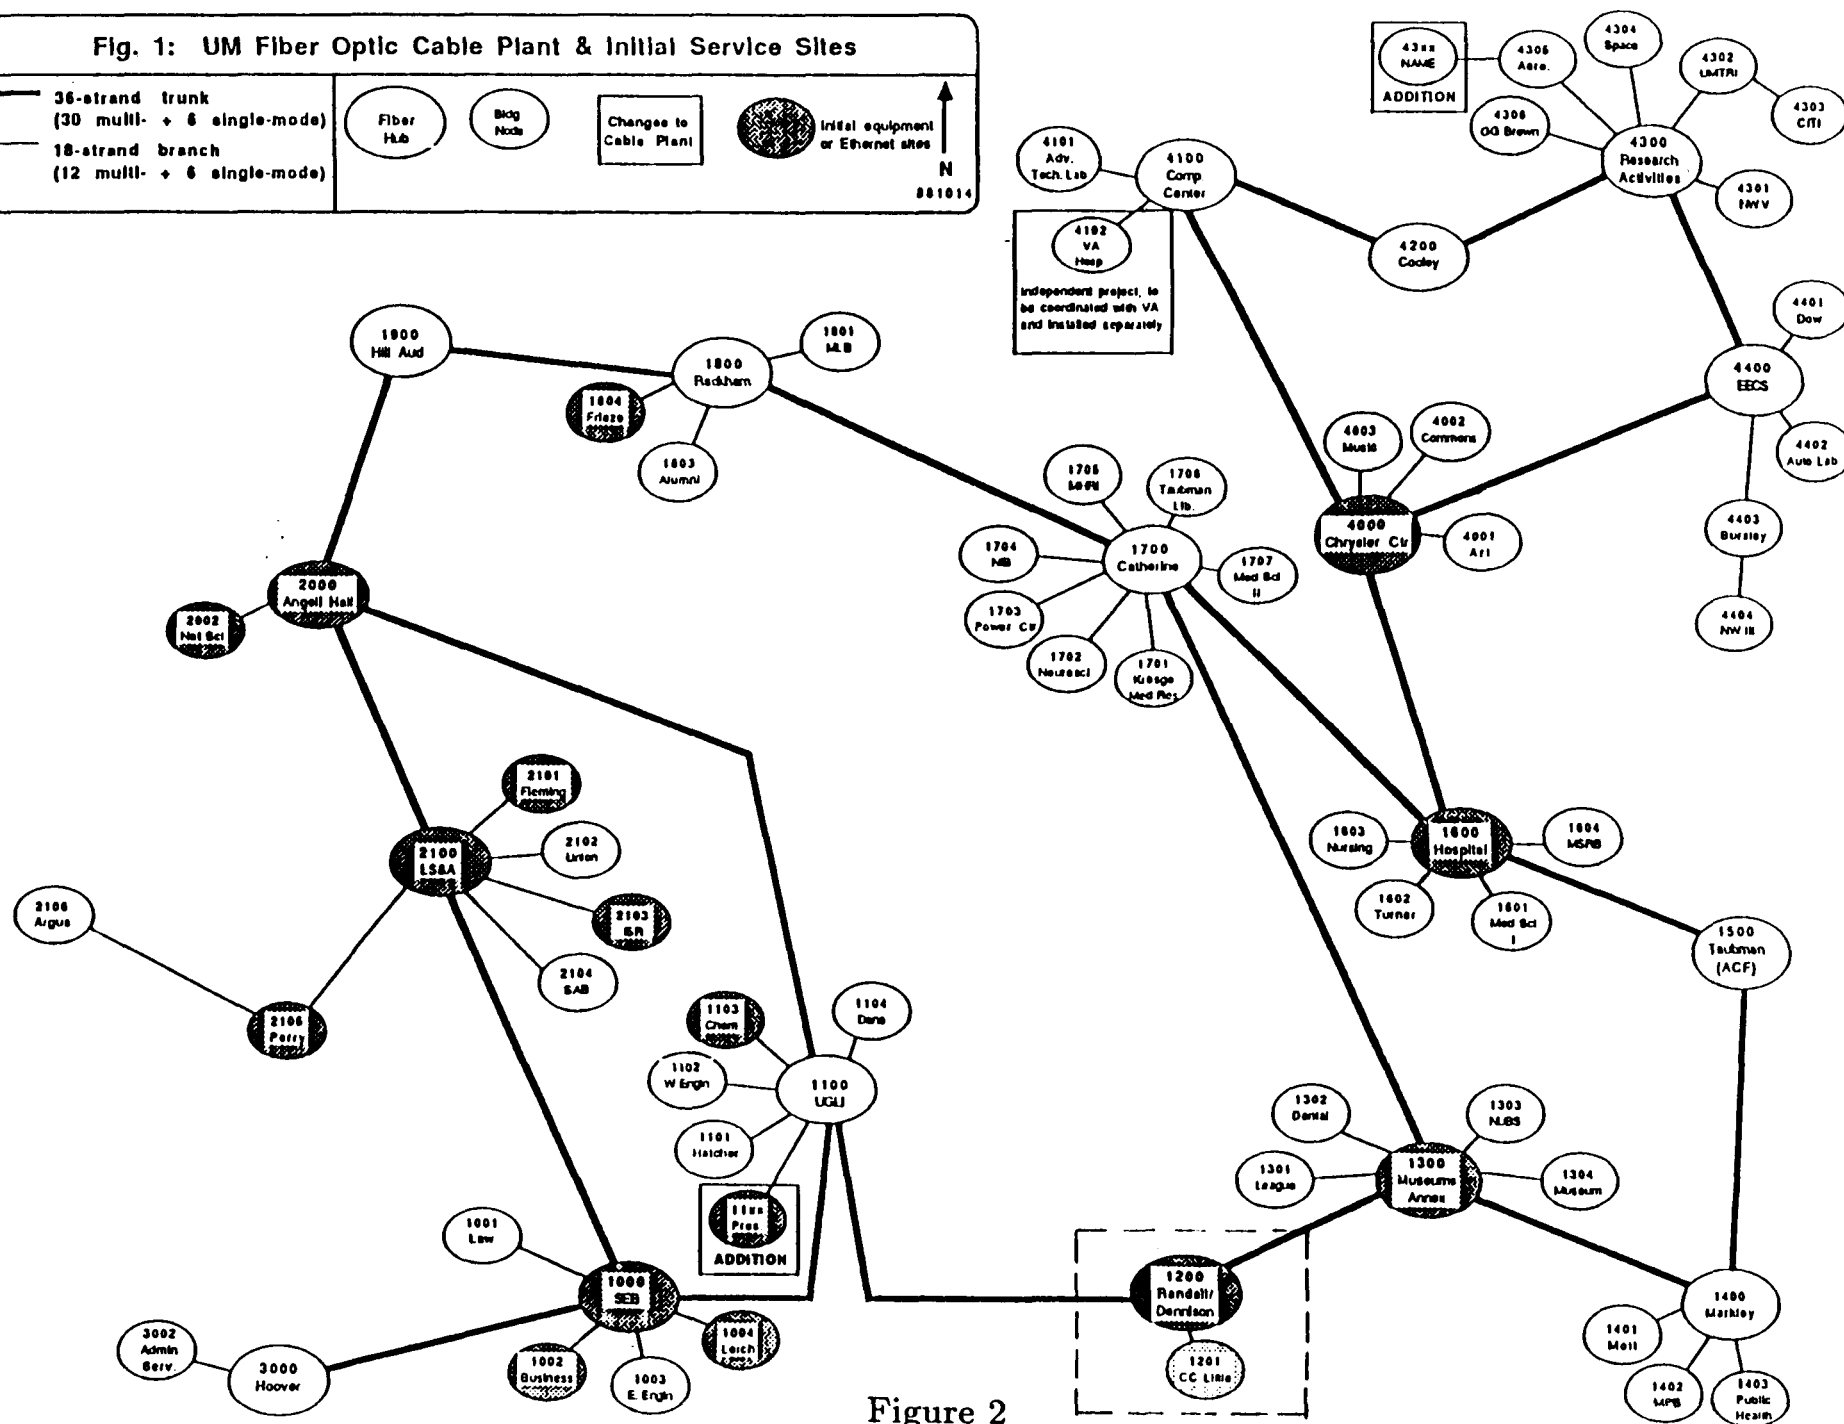 Fig. 1: UM Fiber Optic Cable Plant & Initial Service Sites
36-strand trunk
(30 multi- + 6 single-mode)
18-strand branch
(12 multi- + 6 single-mode)
Fiber
Hub
Bldg
Node
Changes to
Cable Plant
Initial equipment
or Ethernet sites
N
881014
43xx
NAME
ADDITION
4305
Aero.
4304
Space
4302
UMTRI
4303
CITI
4306
GG Brown
4300
Research
Activities
4301
NWV
4101
Adv.
Tech. Lab
4100
Comp
Center
4102
VA
Hosp
Independent project, to
be coordinated with VA
and installed separately
4200
Cooley
4401
Dow
4400
EECS
4402
Auto Lab
4403
Bursley
4404
NW III
1900
Hill Aud
1800
Rackham
1801
MLB
1804
Frieze
1803
Alumni
4003
Music
4002
Commons
4000
Chrysler Ctr
4001
Art
1705
MHRI
1706
Taubman
Lib.
1704
NIB
1700
Catherine
1707
Med Sci
II
1703
Power Ctr
1702
Neurosci
1701
Kresge
Med Res
2000
Angell Hall
2002
Nat Sci
2101
Fleming
2100
LS&A
2102
Union
2103
ISR
2104
SAB
2106
Argus
2105
Perry
1603
Nursing
1600
Hospital
1604
MSRB
1602
Turner
1601
Med Sci
I
1500
Taubman
(ACF)
1103
Chem
1104
Dana
1102
W Engin
1100
UGLI
1101
Hatcher
11xx
Pres
ADDITION
1302
Dental
1303
NUBS
1301
League
1300
Museums
Annex
1304
Museum
1001
Law
1000
SEB
1004
Lorch
1002
Business
1003
E. Engin
3002
Admin
Serv.
3000
Hoover
1200
Randall/
Dennison
1201
CC Little
1400
Markley
1401
Mott
1402
MPB
1403
Public
Health
Figure 2